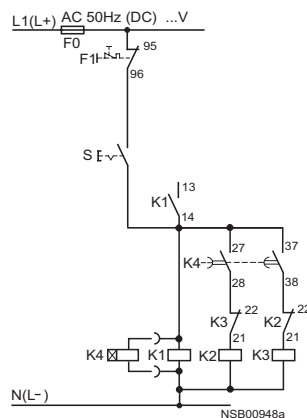 L1(L+)
AC 50Hz (DC) ...V
F0
95
F1
96
S
13
K1
14
27
37
K4
28
38
K3
22
K2
22
21
21
K4
K1
K2
K3
N(L-)
NSB00948a